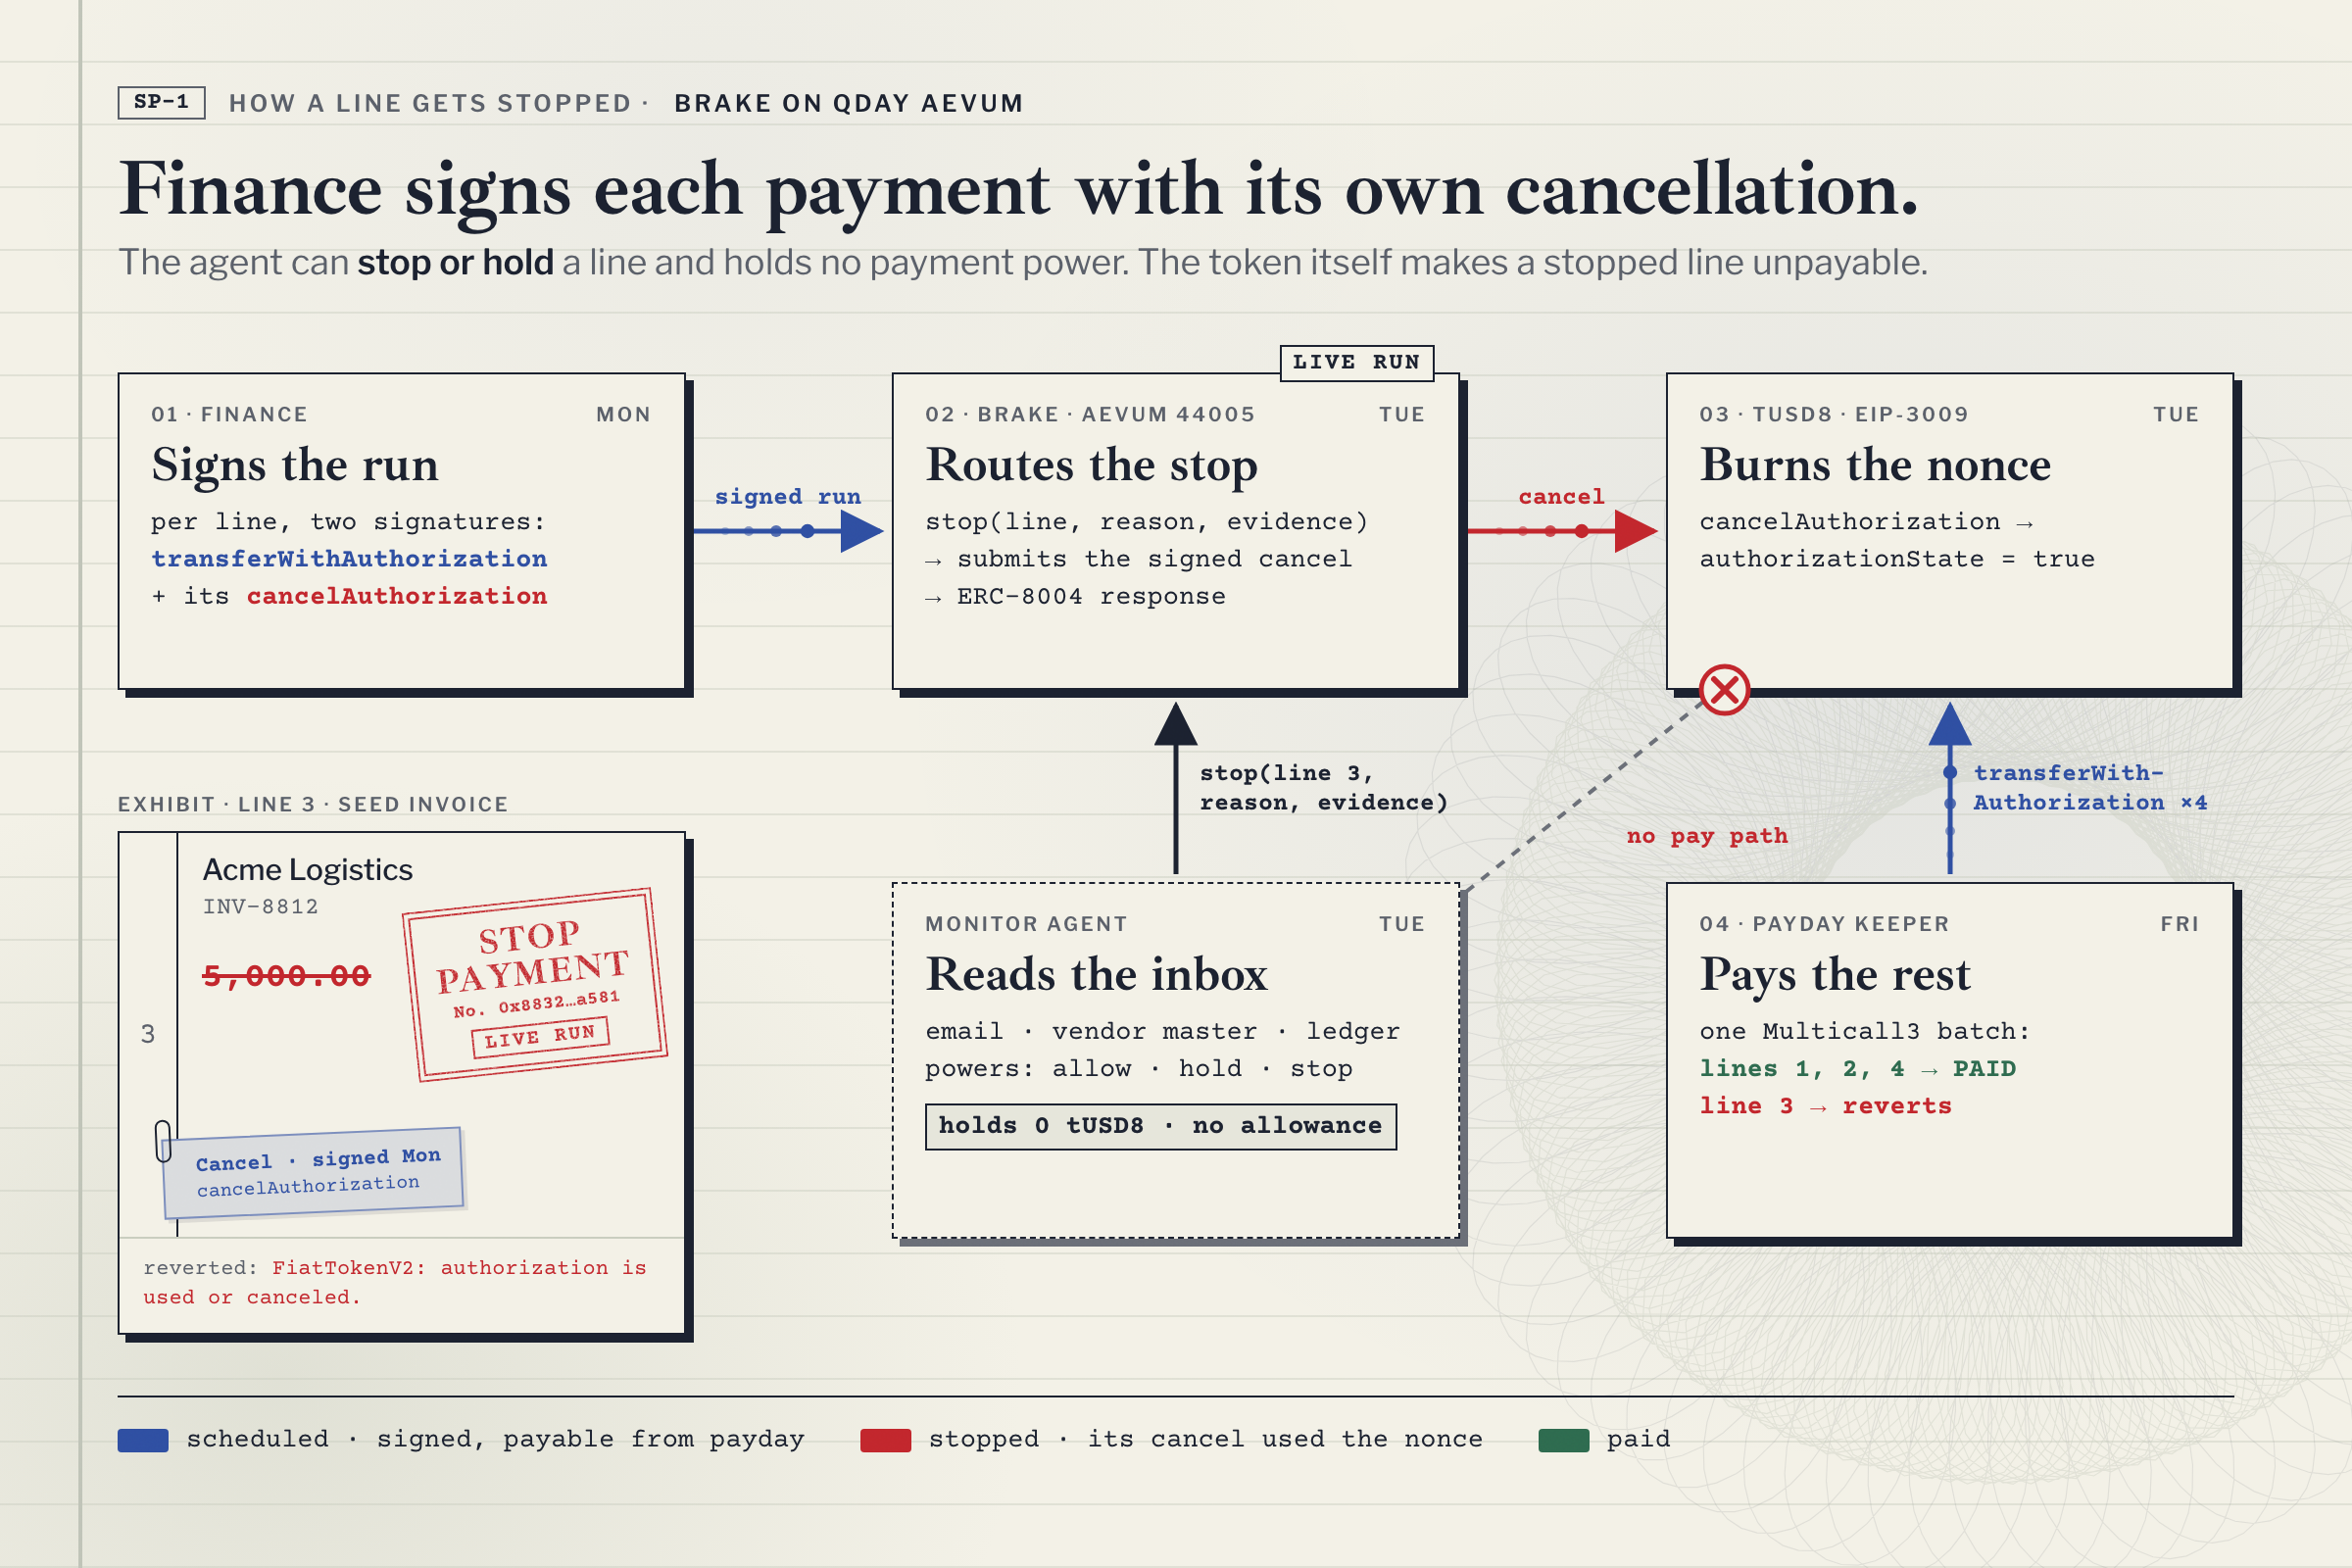 SP-1 HOW A LINE GETS STOPPED · BRAKE ON QDAY AEVUM
Finance signs each payment with its own cancellation.
The agent can stop or hold a line and holds no payment power. The token itself makes a stopped line unpayable.
01 · FINANCE MON
Signs the run
per line, two signatures:
transferWithAuthorization
+ its cancelAuthorization
signed run
LIVE RUN
02 · BRAKE · AEVUM 44005 TUE
Routes the stop
stop(line, reason, evidence)
→ submits the signed cancel
→ ERC-8004 response
cancel
03 · TUSD8 · EIP-3009 TUE
Burns the nonce
cancelAuthorization →
authorizationState = true
stop(line 3,
reason, evidence)
no pay path
transferWith-
Authorization ×4
EXHIBIT · LINE 3 · SEED INVOICE
3
Acme Logistics
INV-8812
5,000.00
STOP
PAYMENT
No. 0x8832…a581
LIVE RUN
Cancel · signed Mon
cancelAuthorization
reverted: FiatTokenV2: authorization is
used or canceled.
MONITOR AGENT TUE
Reads the inbox
email · vendor master · ledger
powers: allow · hold · stop
holds 0 tUSD8 · no allowance
04 · PAYDAY KEEPER FRI
Pays the rest
one Multicall3 batch:
lines 1, 2, 4 → PAID
line 3 → reverts
scheduled · signed, payable from payday
stopped · its cancel used the nonce
paid